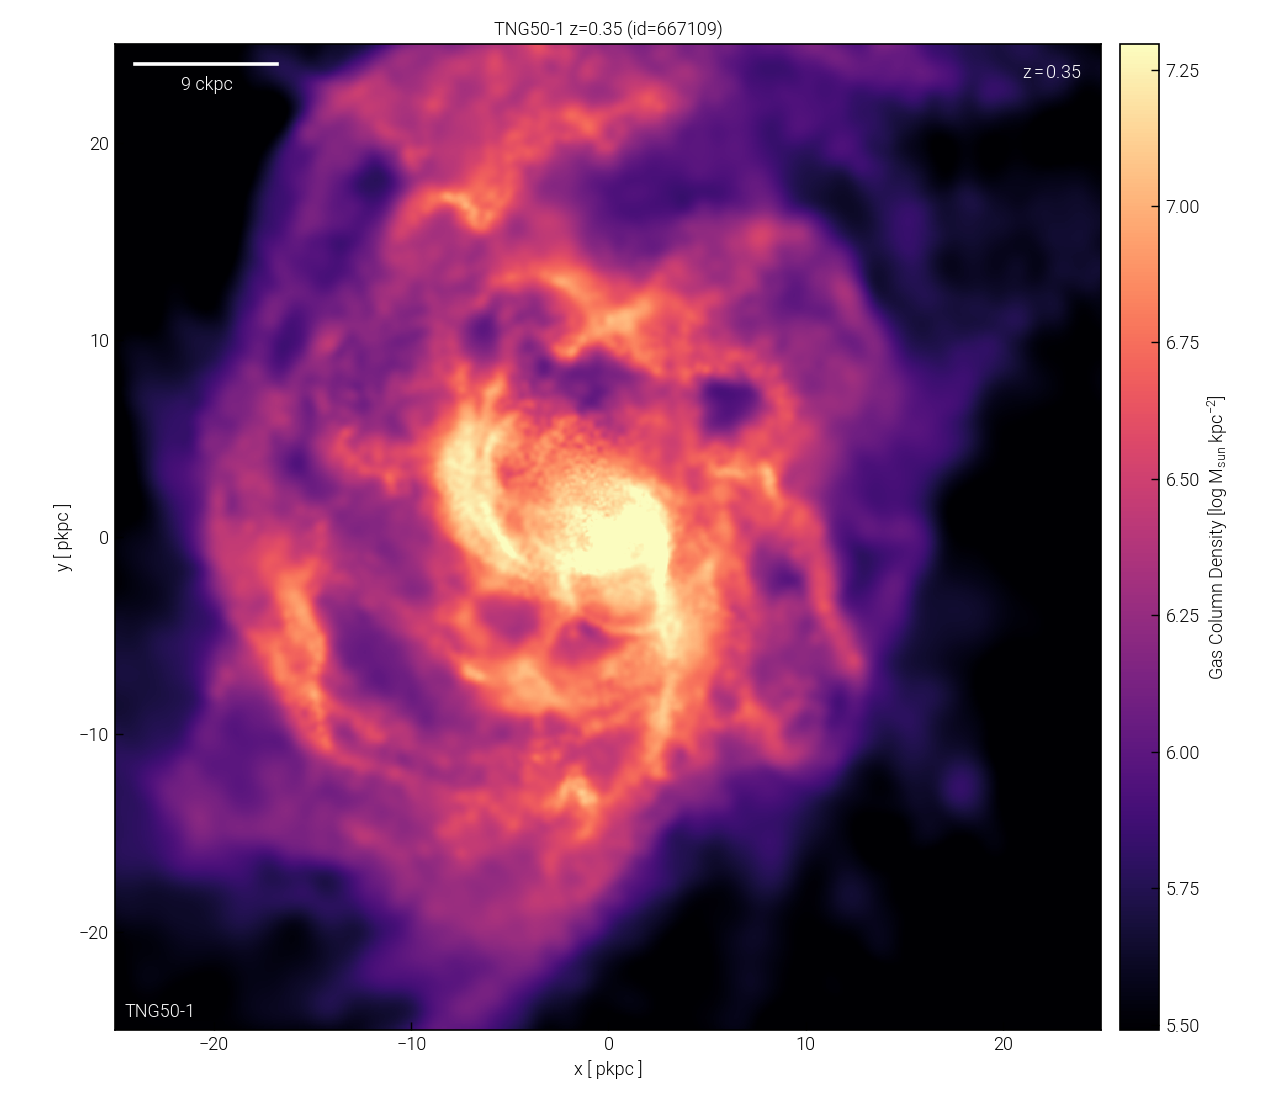 TNG50-1 z=0.35 (id=667109)
9 ckpc
z = 0.35
TNG50-1
20
10
0
−10
−20
y [ pkpc ]
−20
−10
0
10
20
x [ pkpc ]
7.25
7.00
6.75
6.50
6.25
6.00
5.75
5.50
Gas Column Density [log M_sun kpc^−2]